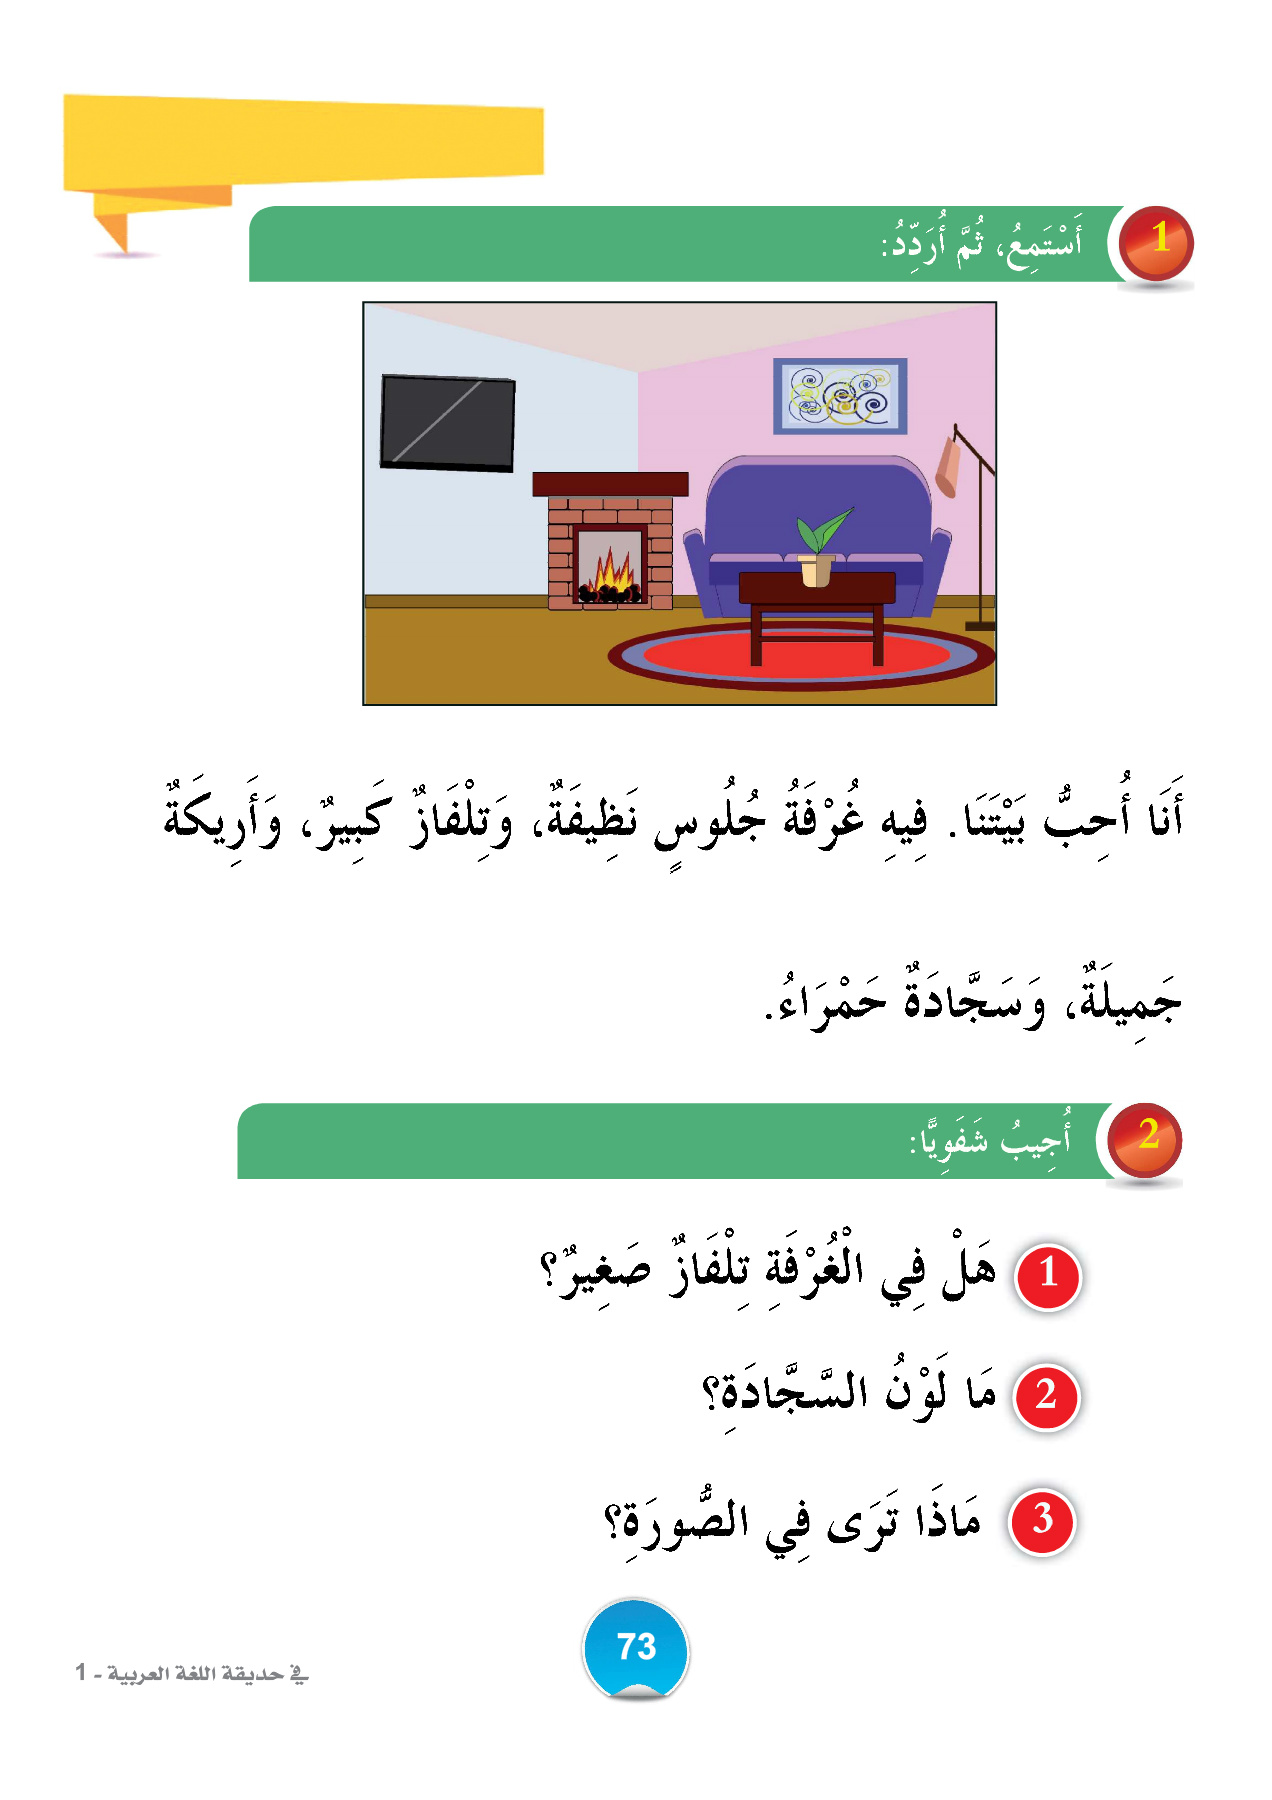 1 أَسْتَمِعُ، ثُمَّ أُرَدِّدُ:
أَنَا أُحِبُّ بَيْتَنَا. فِيهِ غُرْفَةُ جُلُوسٍ نَظِيفَةٌ، وَتِلْفَازٌ كَبِيرٌ، وَأَرِيكَةٌ
جَمِيلَةٌ، وَسَجَّادَةٌ حَمْرَاءُ.
2 أُجِيبُ شَفَوِيًّا:
1 هَلْ فِي الْغُرْفَةِ تِلْفَازٌ صَغِيرٌ؟
2 مَا لَوْنُ السَّجَّادَةِ؟
3 مَاذَا تَرَى فِي الصُّورَةِ؟
73
في حديقة اللغة العربية - 1